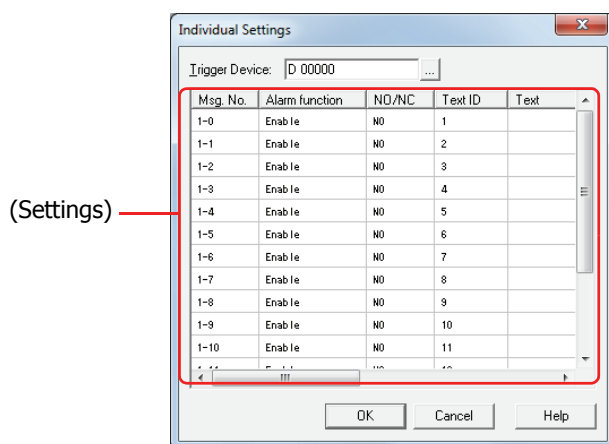 Individual Settings
Trigger Device: D 00000 ...
Msg. No. Alarm function NO/NC Text ID Text
1-0 Enable NO 1
1-1 Enable NO 2
1-2 Enable NO 3
1-3 Enable NO 4
(Settings)
1-4 Enable NO 5
1-5 Enable NO 6
1-6 Enable NO 7
1-7 Enable NO 8
1-8 Enable NO 9
1-9 Enable NO 10
1-10 Enable NO 11
OK Cancel Help